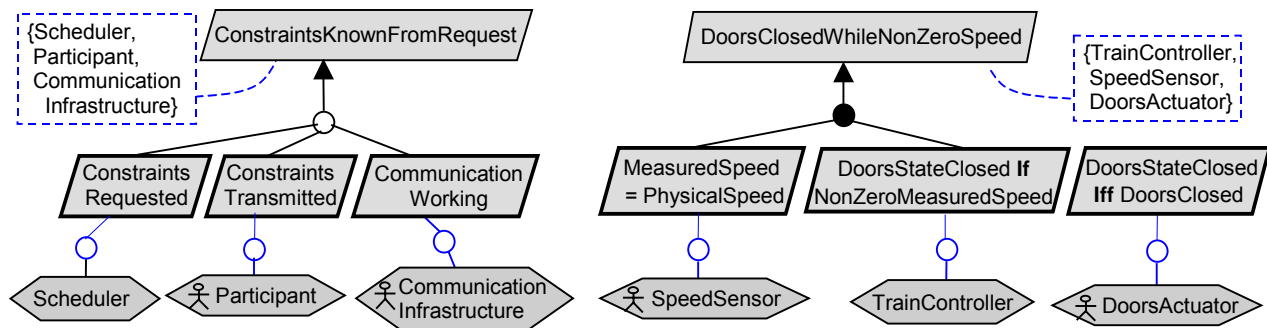 {Scheduler,
Participant,
Communication
Infrastructure}
ConstraintsKnownFromRequest
Constraints
Requested
Constraints
Transmitted
Communication
Working
Scheduler
Participant
Communication
Infrastructure
DoorsClosedWhileNonZeroSpeed
{TrainController,
SpeedSensor,
DoorsActuator}
MeasuredSpeed
= PhysicalSpeed
DoorsStateClosed If
NonZeroMeasuredSpeed
DoorsStateClosed
Iff DoorsClosed
SpeedSensor
TrainController
DoorsActuator